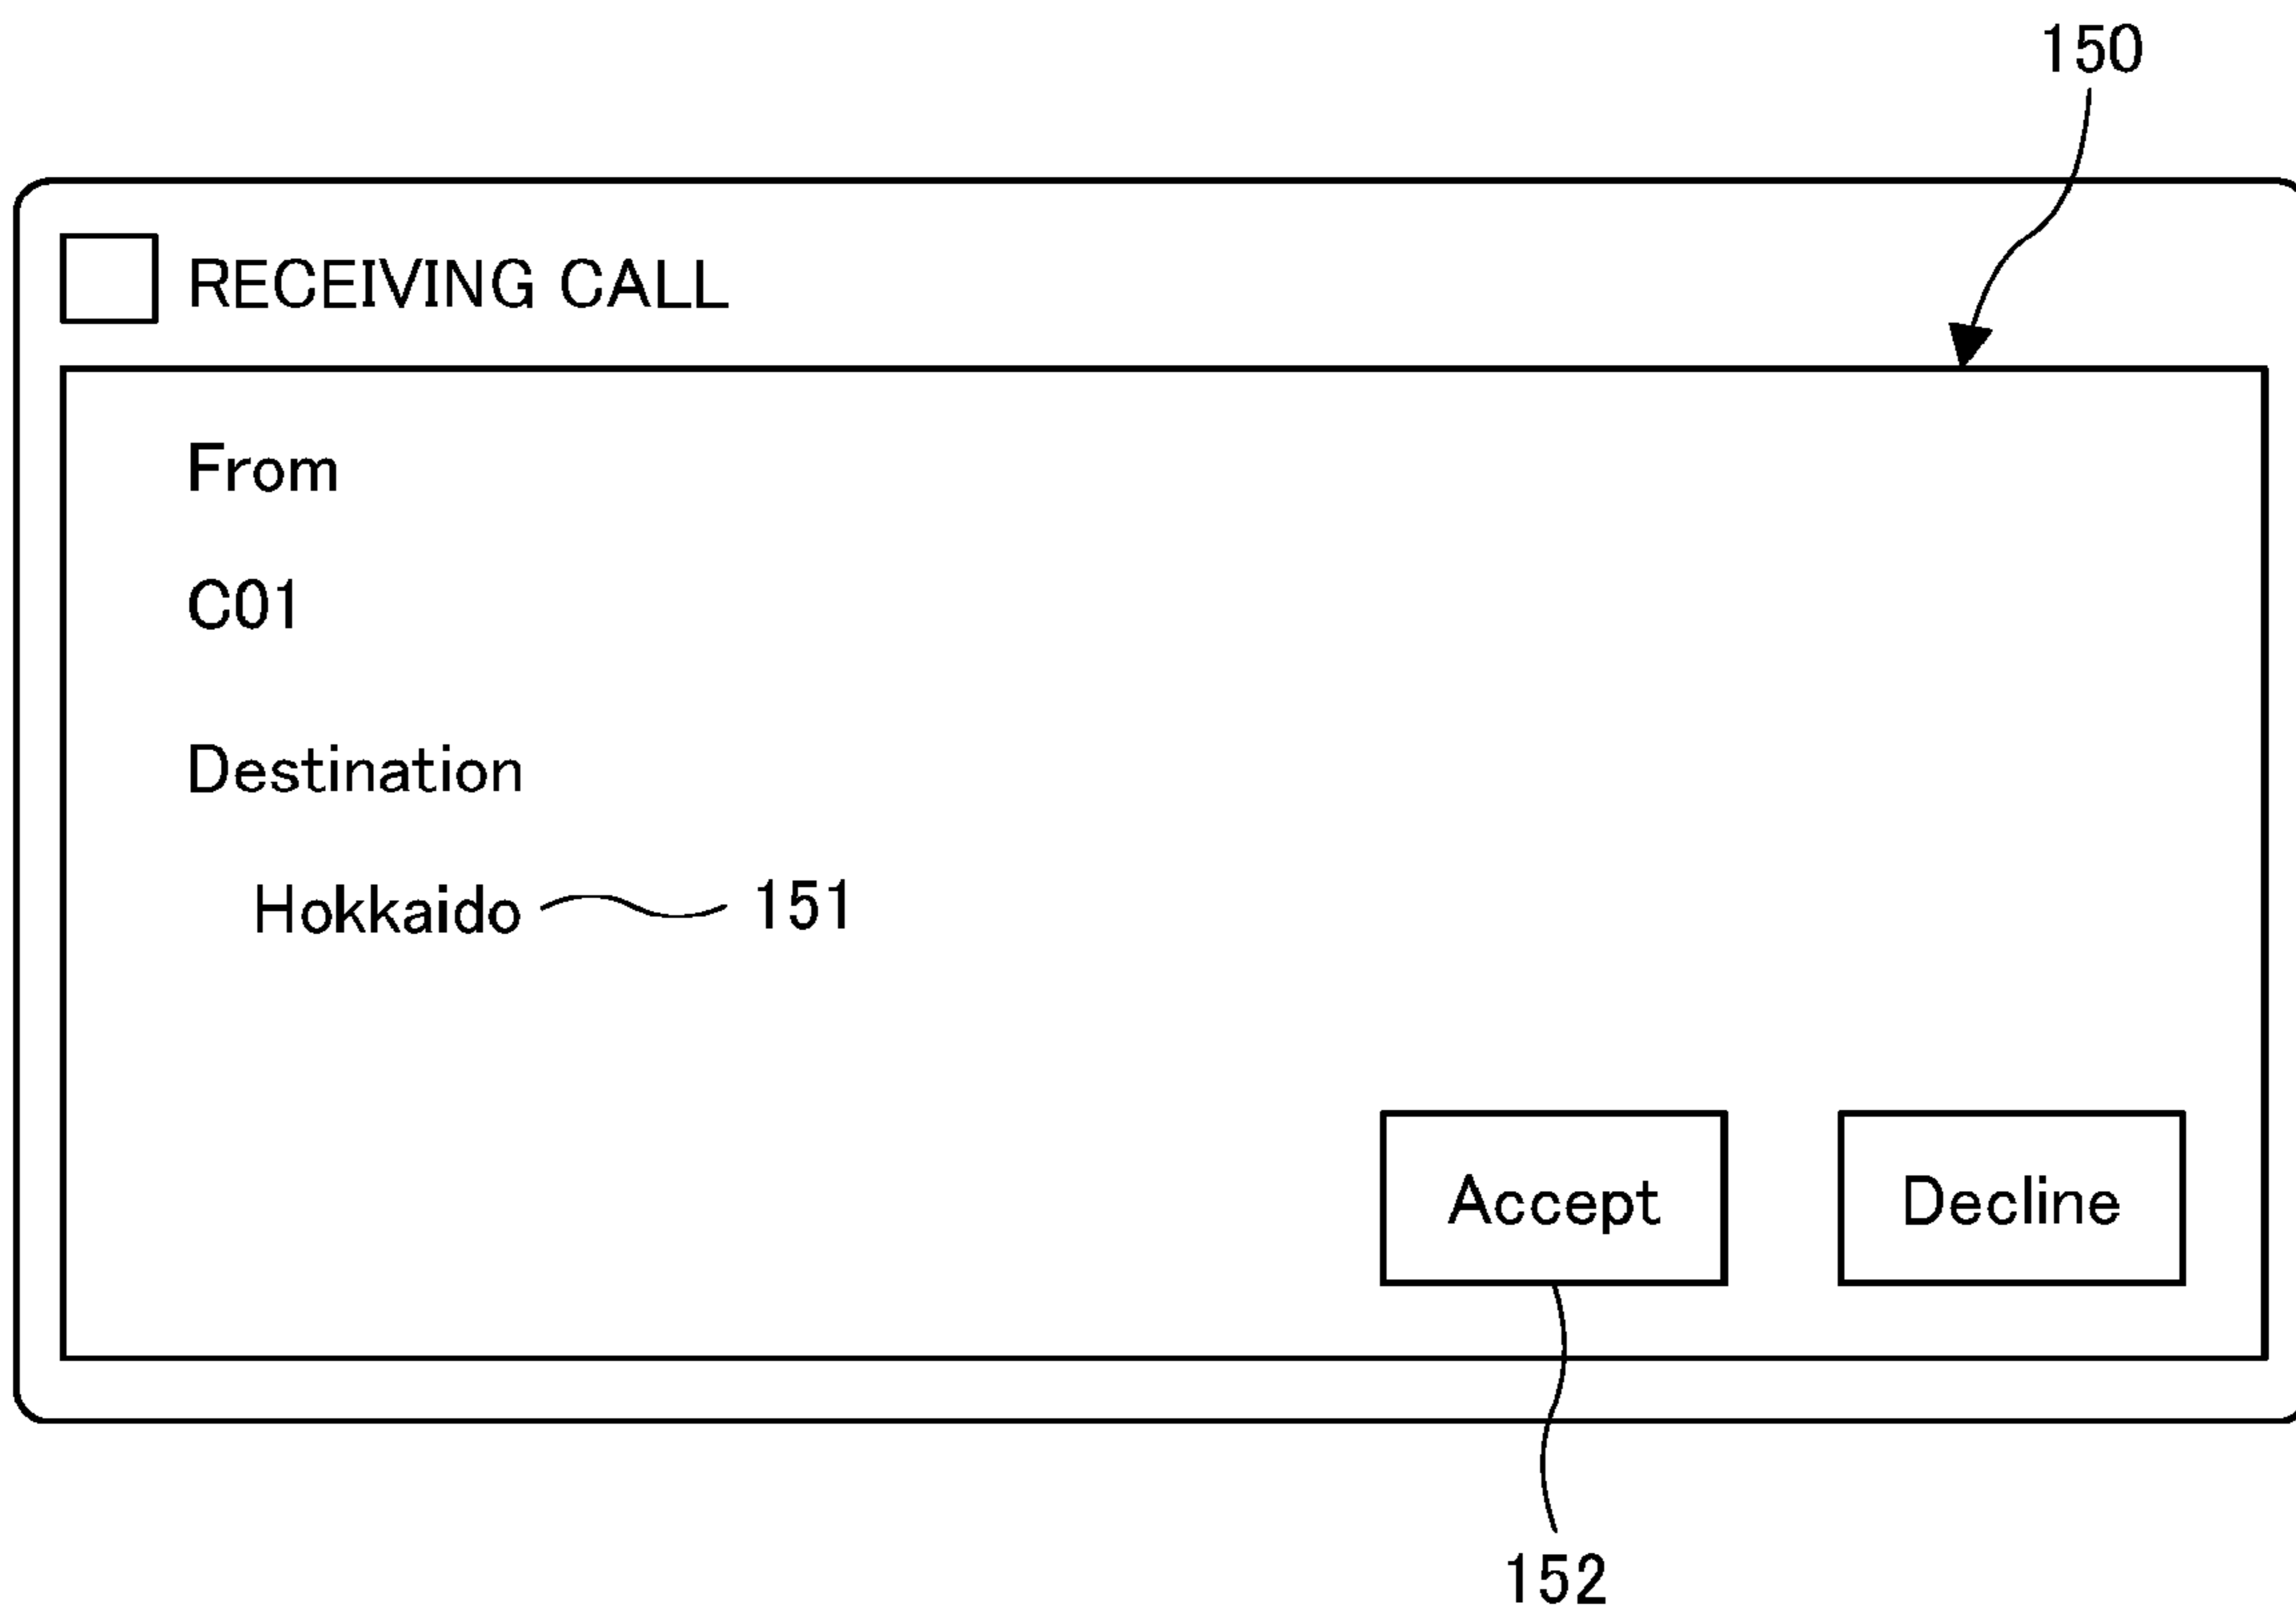 150
RECEIVING CALL
From
C01
Destination
Hokkaido 151
Accept Decline
152